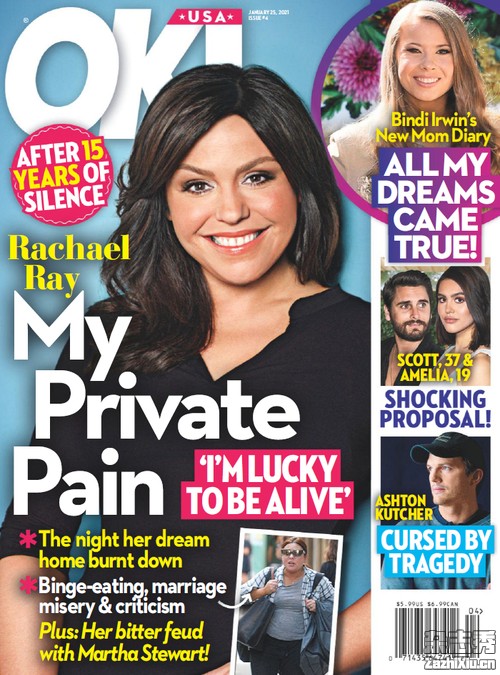 OK!
USA
JANUARY 25, 2021
ISSUE #4
AFTER 15
YEARS OF
SILENCE
Rachael
Ray
My
Private
Pain
'I'M LUCKY
TO BE ALIVE'
*The night her dream
home burnt down
*Binge-eating, marriage
misery & criticism
Plus: Her bitter feud
with Martha Stewart!
Bindi Irwin's
New Mom Diary
ALL MY
DREAMS
CAME
TRUE!
SCOTT, 37 &
AMELIA, 19
SHOCKING
PROPOSAL!
ASHTON
KUTCHER
CURSED BY
TRAGEDY
$5.99US $6.99CAN
04>
杂志秀
Zazhixiu.cn